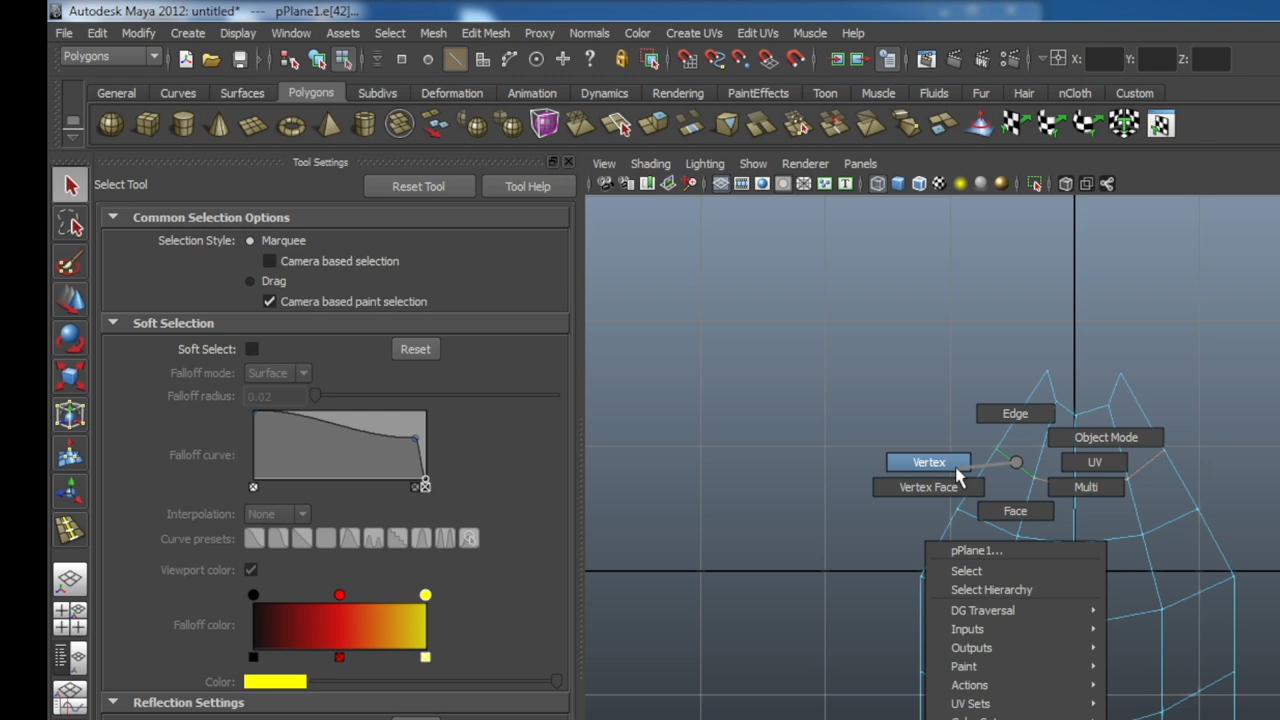 Autodesk Maya 2012: untitled* --- pPlane1.e[42]...
File Edit Modify Create Display Window Assets Select Mesh Edit Mesh Proxy Normals Color Create UVs Edit UVs Muscle Help
Polygons X: Y: Z:
General Curves Surfaces Polygons Subdivs Deformation Animation Dynamics Rendering PaintEffects Toon Muscle Fluids Fur Hair nCloth Custom
Tool Settings
View Shading Lighting Show Renderer Panels
Select Tool Reset Tool Tool Help
Common Selection Options
Selection Style: Marquee
Camera based selection
Drag
Camera based paint selection
Soft Selection
Soft Select: Reset
Falloff mode: Surface
Falloff radius: 0.02
Falloff curve:
Interpolation: None
Curve presets:
Viewport color:
Falloff color:
Color:
Reflection Settings
Edge
Object Mode
Vertex UV
Vertex Face Multi
Face
pPlane1...
Select
Select Hierarchy
DG Traversal
Inputs
Outputs
Paint
Actions
UV Sets